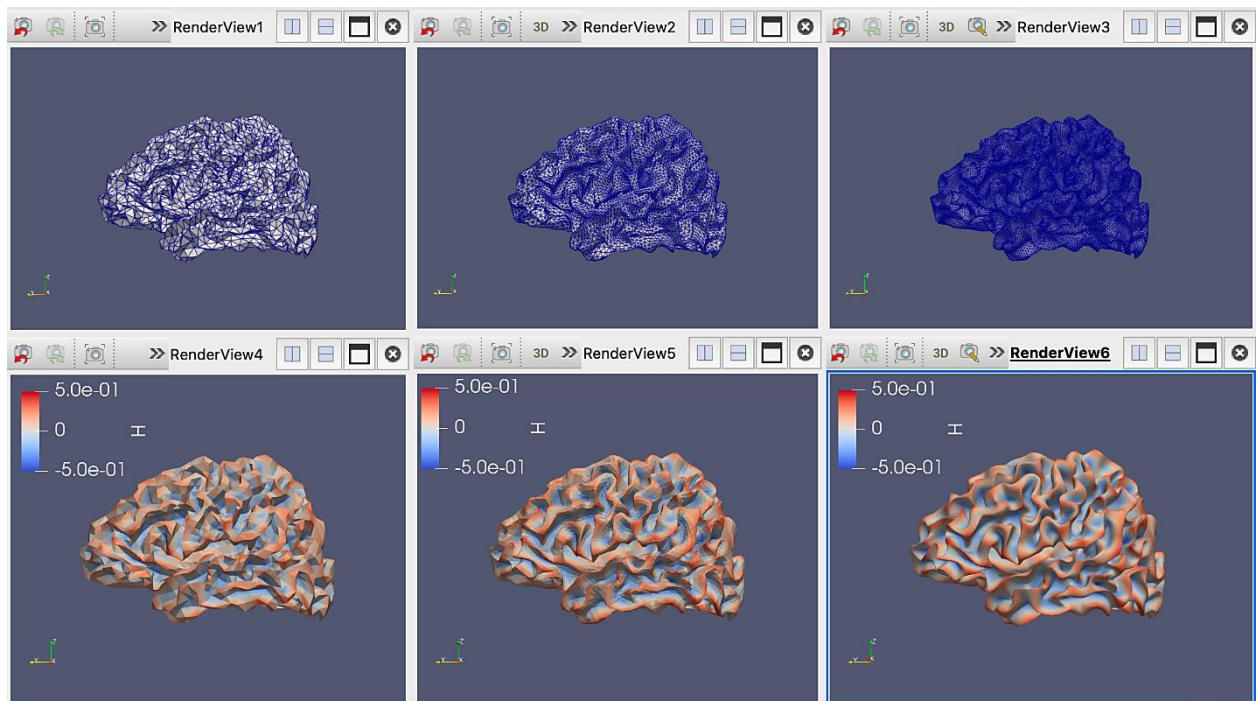 RenderView1
3D RenderView2
3D RenderView3
RenderView4
3D RenderView5
3D RenderView6
5.0e-01
0
-5.0e-01
H
5.0e-01
0
-5.0e-01
H
5.0e-01
0
-5.0e-01
H